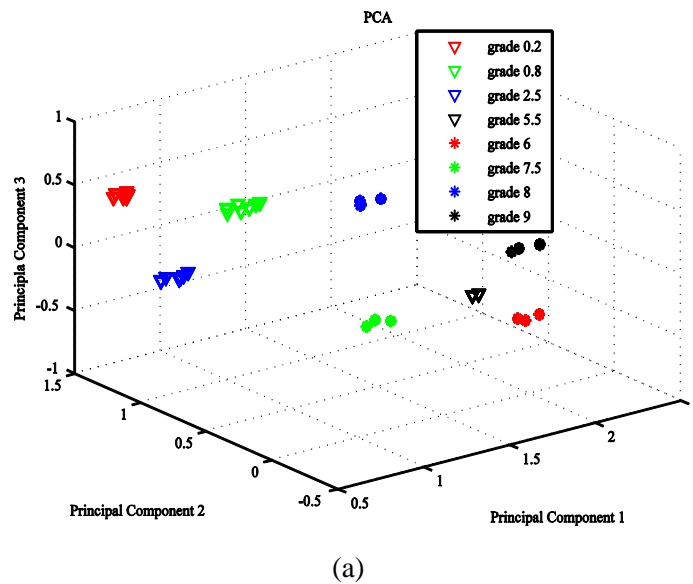 PCA
grade 0.2
grade 0.8
grade 2.5
grade 5.5
grade 6
grade 7.5
grade 8
grade 9
Principla Component 3
1
0.5
0
-0.5
-1
1.5
1
0.5
0
-0.5
Principal Component 2
0.5
1
1.5
2
Principal Component 1
(a)